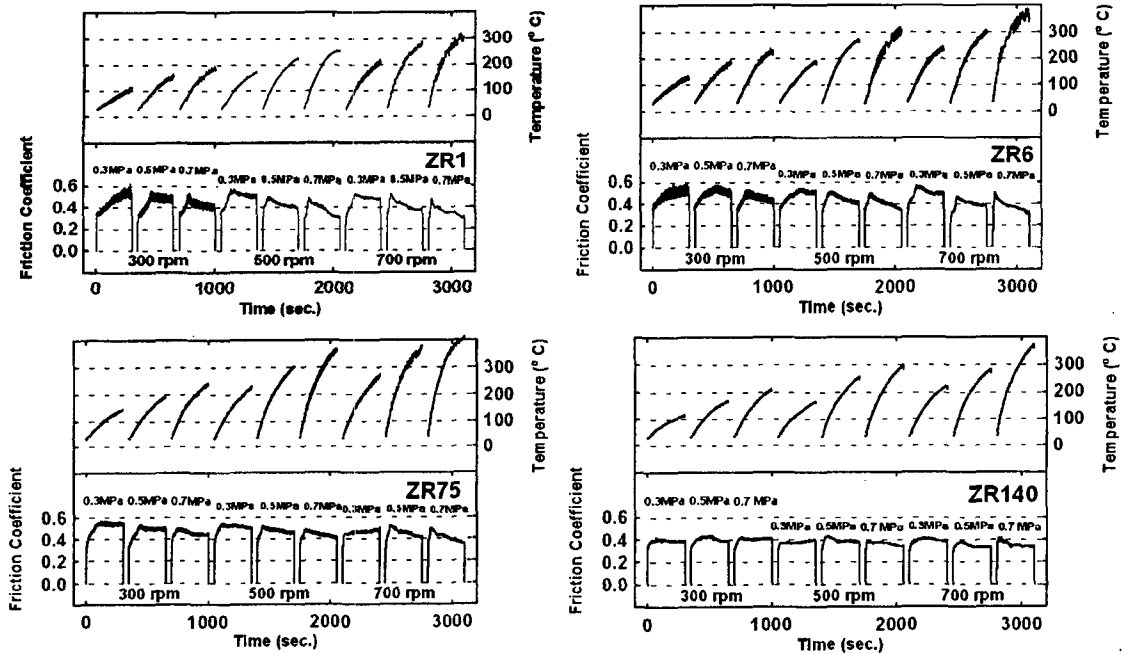 300
200
100
0
Temperature (° C)
ZR1
0.3MPa 0.5MPa 0.7MPa
0.3MPa 0.5MPa 0.7MPa 0.3MPa 0.5MPa 0.7MPa
0.6
0.4
0.2
0.0
Friction Coefficient
300 rpm 500 rpm 700 rpm
0 1000 2000 3000
Time (sec.)
300
200
100
0
Temperature (° C)
ZR6
0.3MPa 0.5MPa 0.7MPa
0.3MPa 0.5MPa 0.7MPa 0.3MPa 0.5MPa 0.7MPa
0.6
0.4
0.2
0.0
Friction Coefficient
300 rpm 500 rpm 700 rpm
0 1000 2000 3000
Time (sec.)
300
200
100
0
Temperature (° C)
ZR75
0.3MPa 0.5MPa 0.7MPa
0.3MPa 0.5MPa 0.7MPa 0.3MPa 0.5MPa 0.7MPa
0.6
0.4
0.2
0.0
Friction Coefficient
300 rpm 500 rpm 700 rpm
0 1000 2000 3000
Time (sec.)
300
200
100
0
Temperature (° C)
ZR140
0.3MPa 0.5MPa 0.7 MPa
0.3MPa 0.5MPa 0.7 MPa 0.3MPa 0.5MPa 0.7 MPa
0.6
0.4
0.2
0.0
Friction Coefficient
300 rpm 500 rpm 700 rpm
0 1000 2000 3000
Time (sec.)